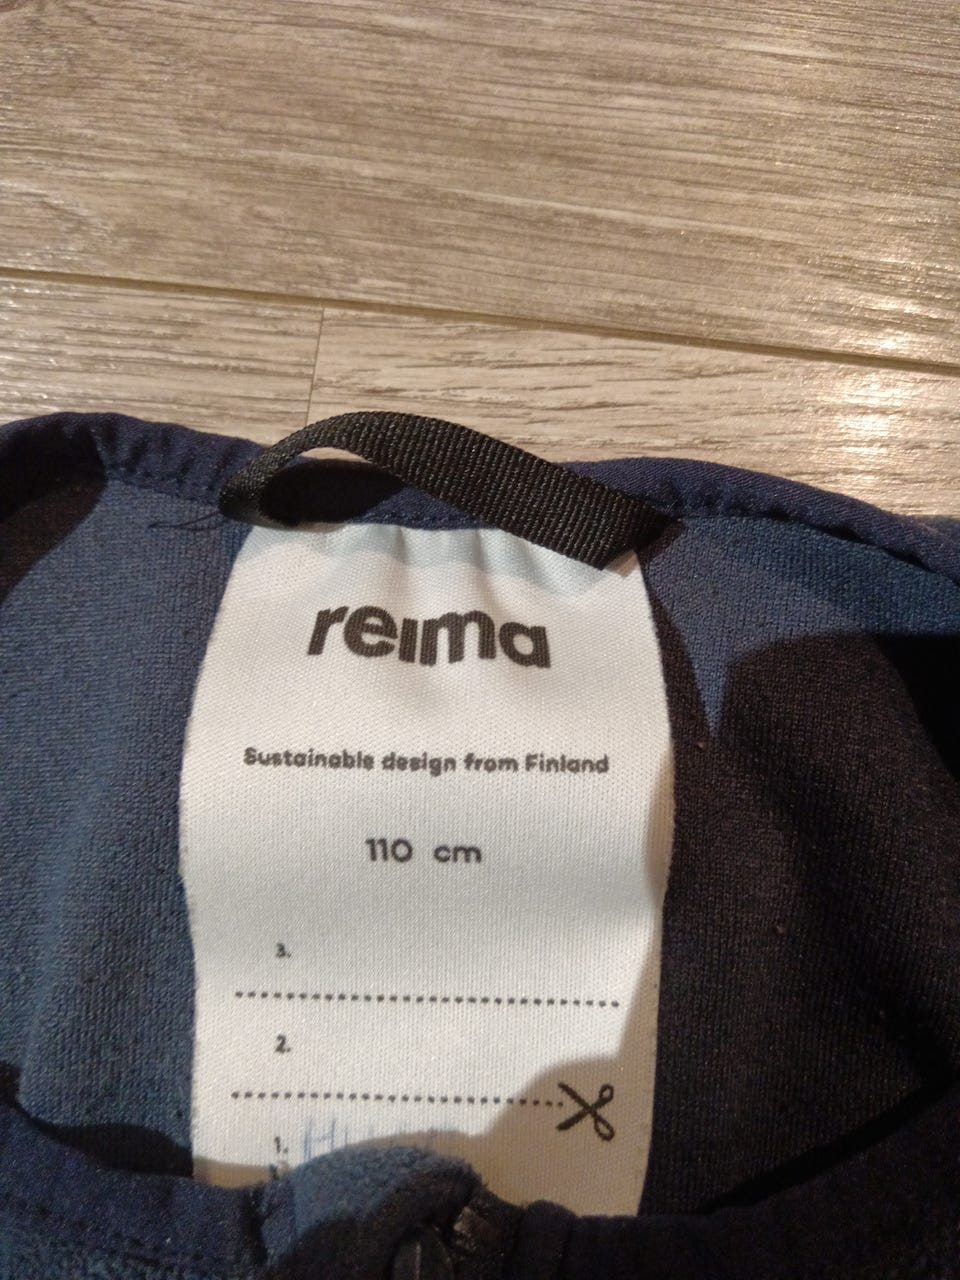 reima
Sustainable design from Finland
110 cm
3.
2.
1.